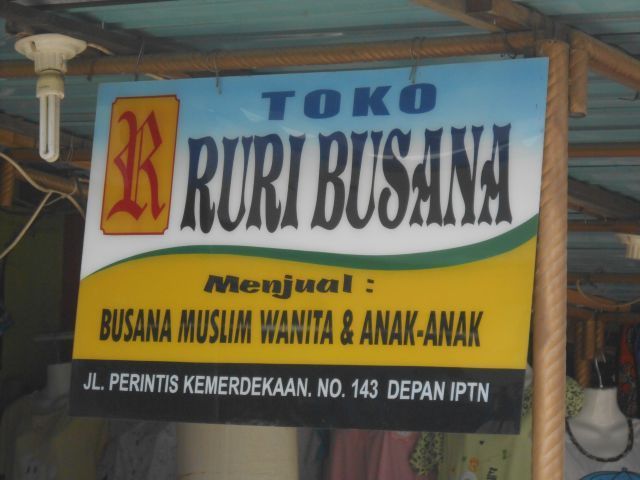 TOKO
R RURI BUSANA
Menjual :
BUSANA MUSLIM WANITA & ANAK-ANAK
JL. PERINTIS KEMERDEKAAN. NO. 143 DEPAN IPTN